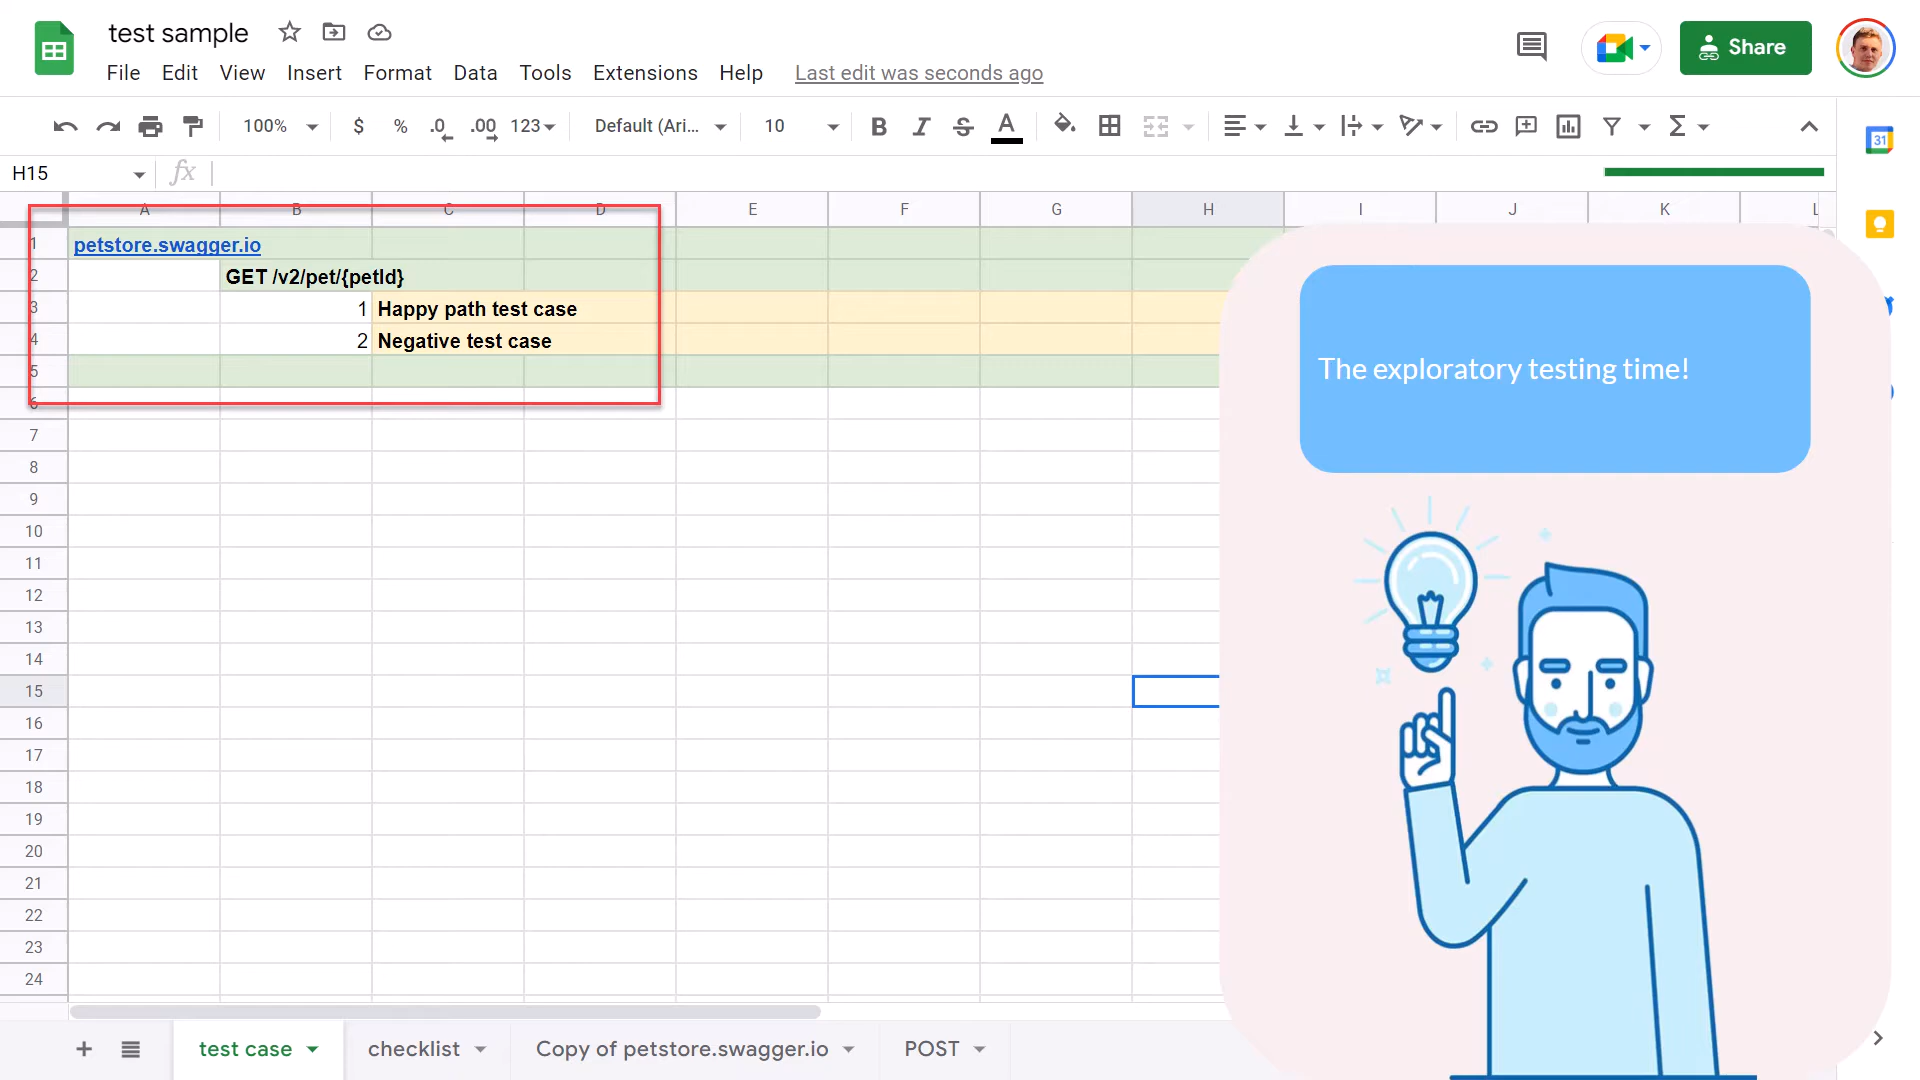 test sample
File Edit View Insert Format Data Tools Extensions Help Last edit was seconds ago
Share
100% $ % .0 .00 123 Default (Ari... 10 B I S A
31
H15 fx
A B C D E F G H I J K L
1 petstore.swagger.io
2 GET /v2/pet/{petId}
3 1 Happy path test case
4 2 Negative test case
5
6
7
8
9
10
11
12
13
14
15
16
17
18
19
20
21
22
23
24
The exploratory testing time!
test case checklist Copy of petstore.swagger.io POST